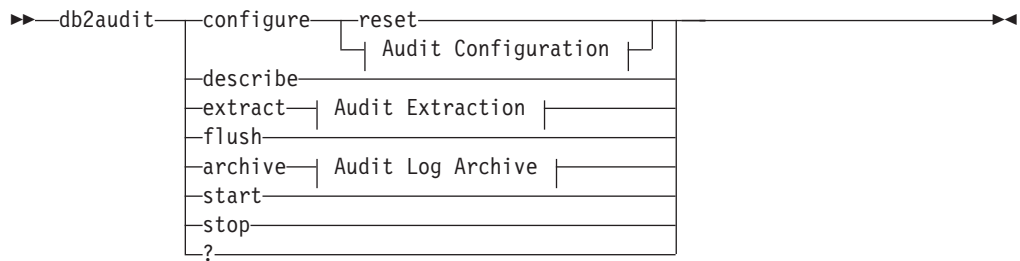 db2audit configure reset
Audit Configuration
describe
extract Audit Extraction
flush
archive Audit Log Archive
start
stop
?